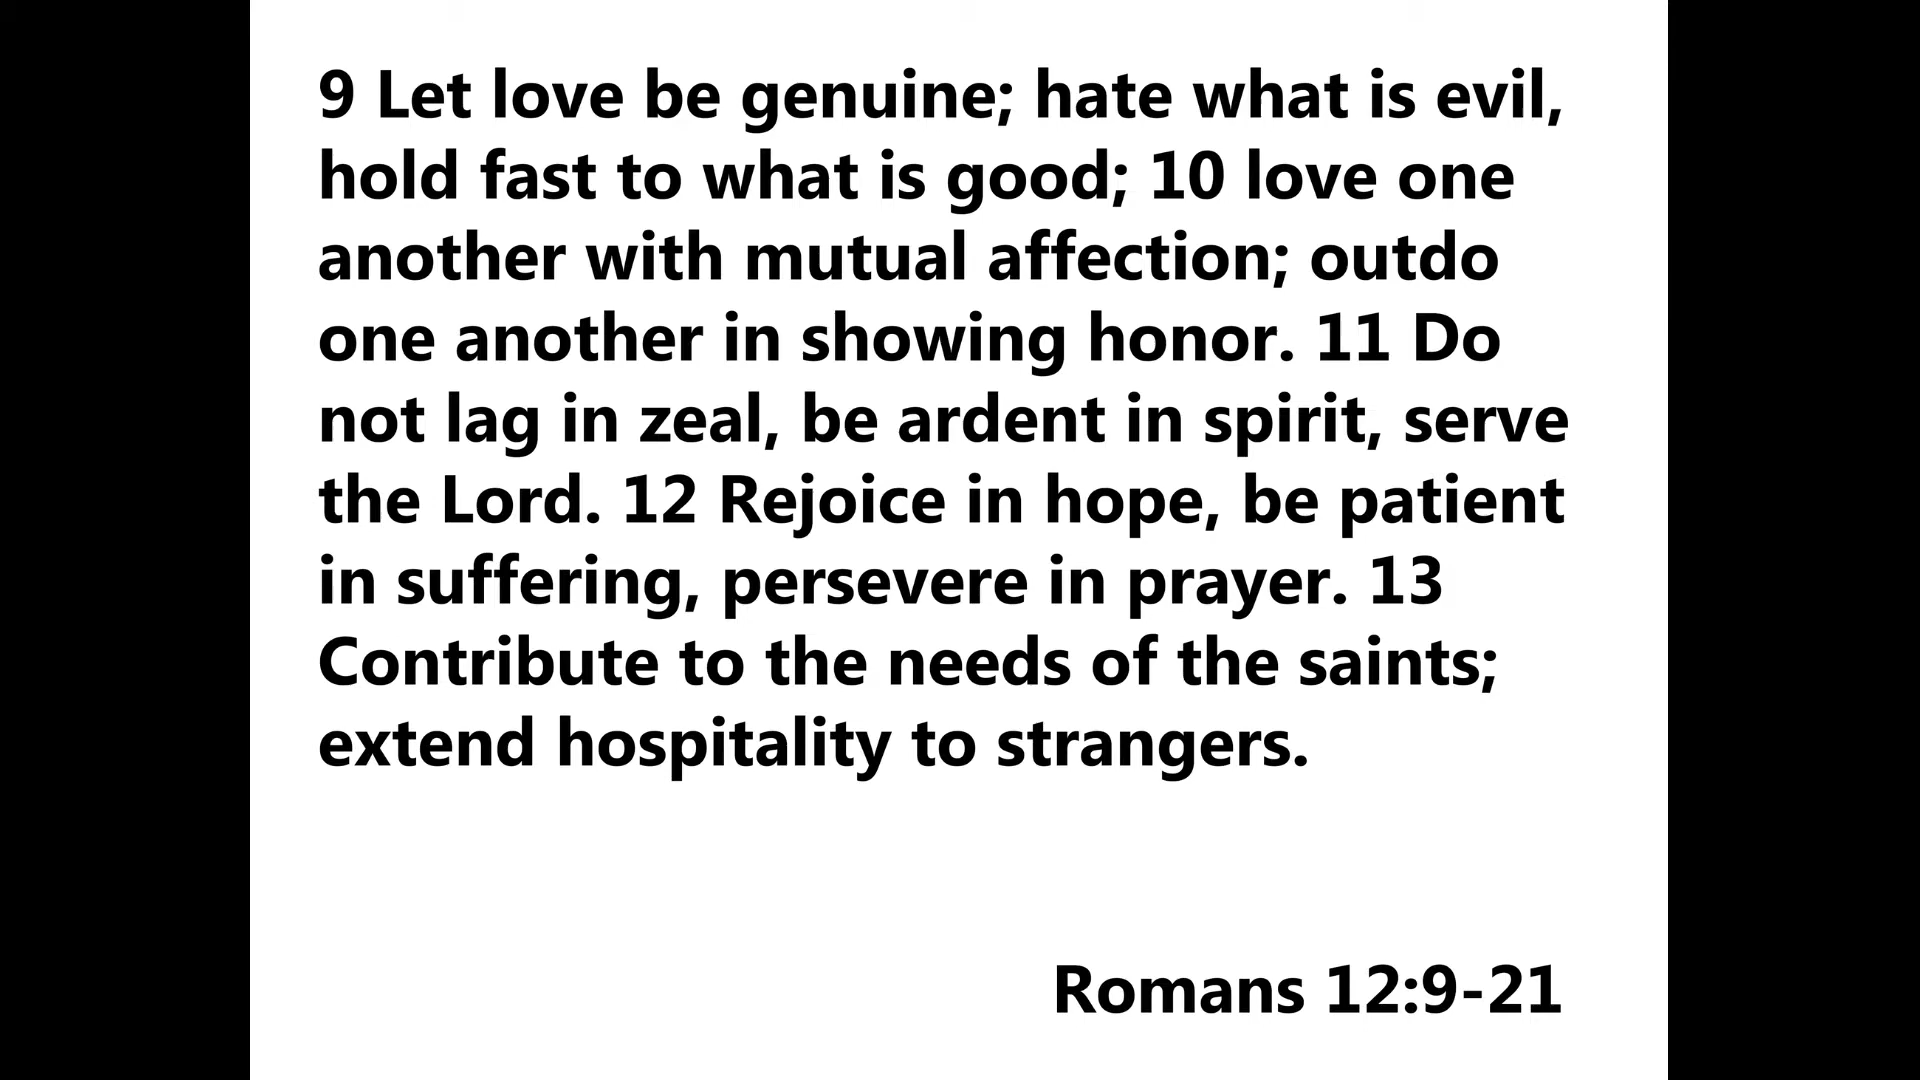 9 Let love be genuine; hate what is evil,
hold fast to what is good; 10 love one
another with mutual affection; outdo
one another in showing honor. 11 Do
not lag in zeal, be ardent in spirit, serve
the Lord. 12 Rejoice in hope, be patient
in suffering, persevere in prayer. 13
Contribute to the needs of the saints;
extend hospitality to strangers.
Romans 12:9-21